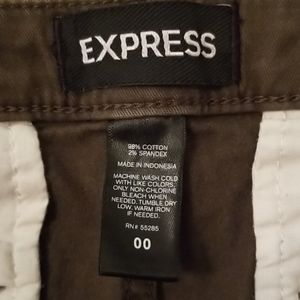 EXPRESS
98% COTTON
2% SPANDEX
MADE IN INDONESIA
MACHINE WASH COLD
WITH LIKE COLORS.
ONLY NON-CHLORINE
BLEACH WHEN
NEEDED. TUMBLE DRY
LOW. WARM IRON
IF NEEDED.
RN# 55285
00